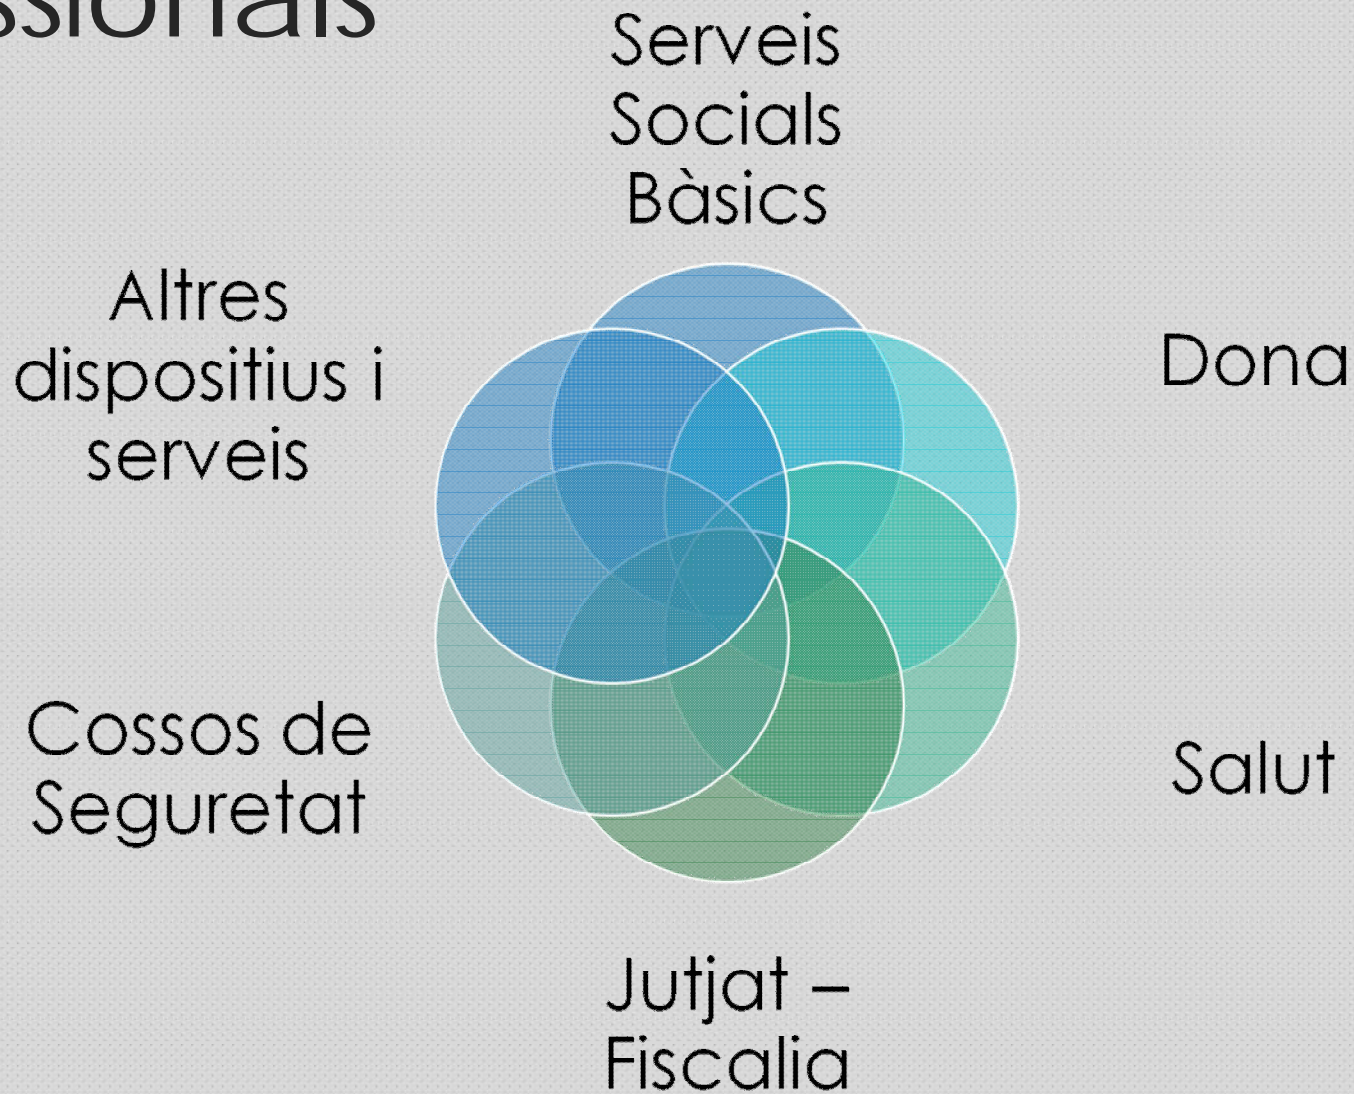 Serveis
Socials
Bàsics
Altres
dispositius i
serveis
Dona
Cossos de
Seguretat
Salut
Jutjat –
Fiscalia